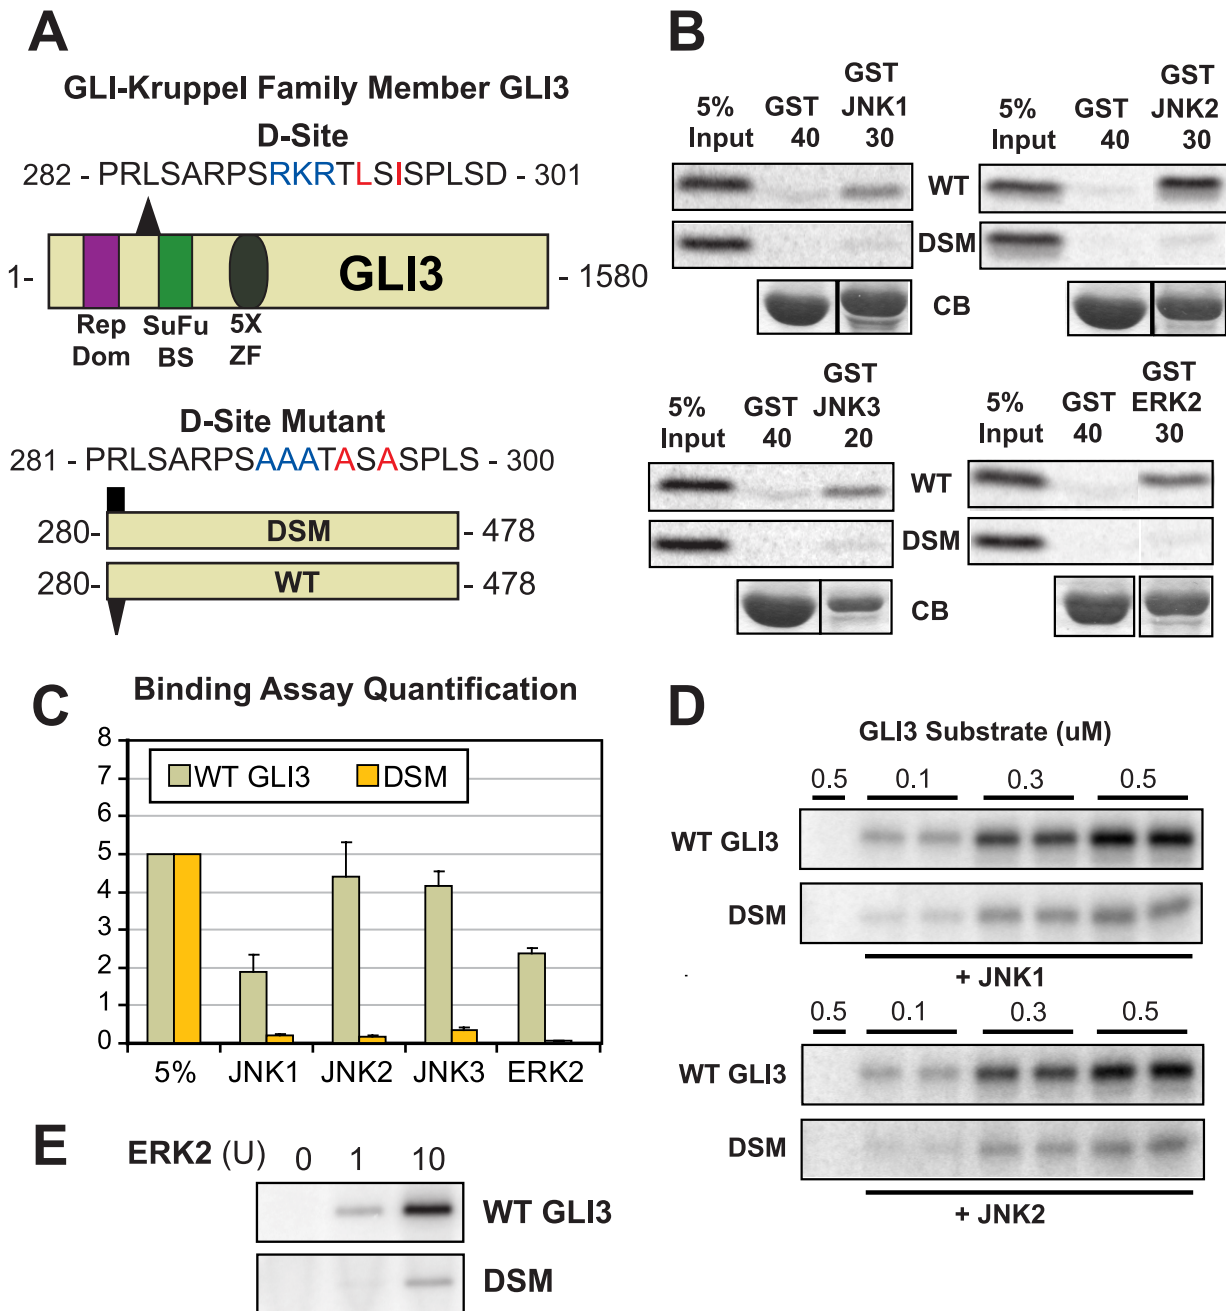 A
GLI-Kruppel Family Member GLI3
D-Site
282 - PRLSARPSRKRTLSISPLSD - 301
1-
GLI3
- 1580
Rep Dom
SuFu BS
5X ZF
D-Site Mutant
281 - PRLSARPSAAATASASPLS - 300
280-
DSM
- 478
280-
WT
- 478
B
5% Input
GST 40
GST JNK1 30
5% Input
GST 40
GST JNK2 30
WT
DSM
CB
5% Input
GST 40
GST JNK3 20
5% Input
GST 40
GST ERK2 30
WT
DSM
CB
C
Binding Assay Quantification
8
7
6
5
4
3
2
1
0
WT GLI3
DSM
5%
JNK1
JNK2
JNK3
ERK2
D
GLI3 Substrate (uM)
0.5
0.1
0.3
0.5
WT GLI3
DSM
+ JNK1
0.5
0.1
0.3
0.5
WT GLI3
DSM
+ JNK2
E
ERK2 (U)
0
1
10
WT GLI3
DSM